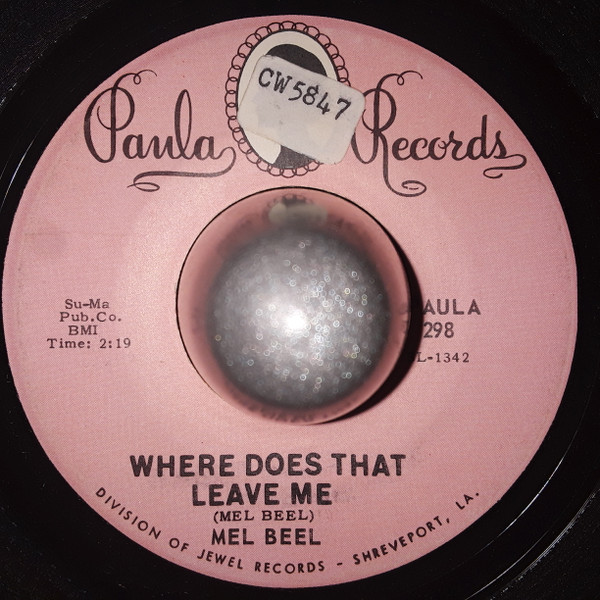 Paula Records
CW5847
Su-Ma
Pub.Co.
BMI
Time: 2:19
AULA
298
L-1342
WHERE DOES THAT
LEAVE ME
(MEL BEEL)
MEL BEEL
DIVISION OF JEWEL RECORDS - SHREVEPORT, LA.